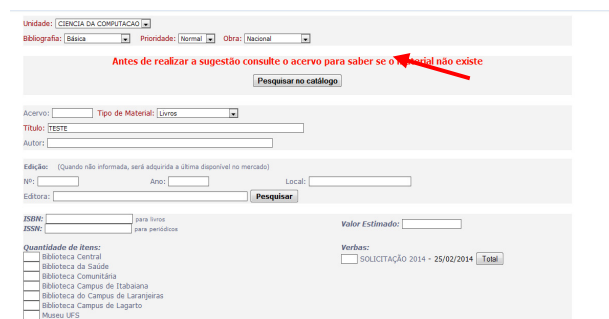 Unidade: CIENCIA DA COMPUTACAO
Bibliografia: Básica Prioridade: Normal Obra: Nacional
Antes de realizar a sugestão consulte o acervo para saber se o material não existe
Pesquisar no catálogo
Acervo: Tipo de Material: Livros
Título: TESTE
Autor:
Edição: (Quando não informada, será adquirida a última disponível no mercado)
Nº: Ano: Local:
Editora: Pesquisar
ISBN: para livros Valor Estimado:
ISSN: para periódicos
Quantidade de itens: Verbas:
Biblioteca Central SOLICITAÇÃO 2014 - 25/02/2014 Total
Biblioteca da Saúde
Biblioteca Comunitária
Biblioteca Campus de Itabaiana
Biblioteca do Campus de Laranjeiras
Biblioteca Campus de Lagarto
Museu UFS